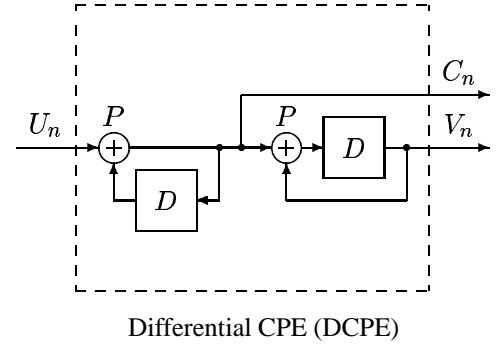 C_n
P
P
U_n
V_n
+
+
D
D
Differential CPE (DCPE)